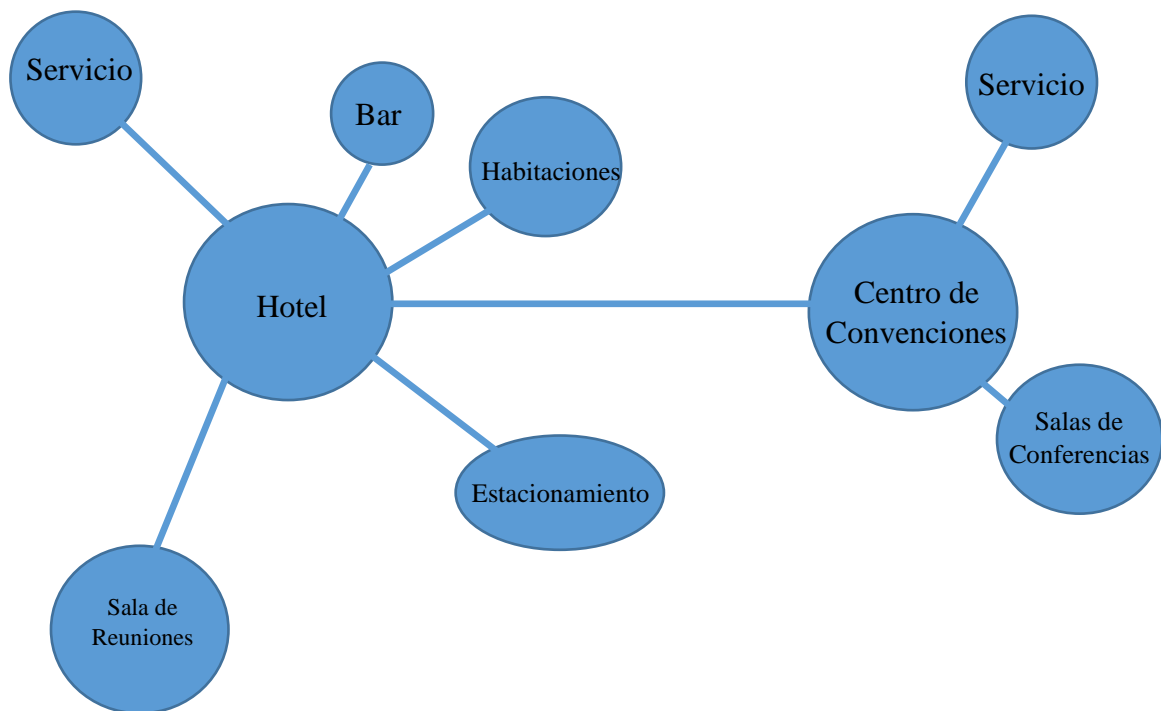 Servicio
Bar
Habitaciones
Servicio
Hotel
Centro de
Convenciones
Salas de
Conferencias
Estacionamiento
Sala de
Reuniones